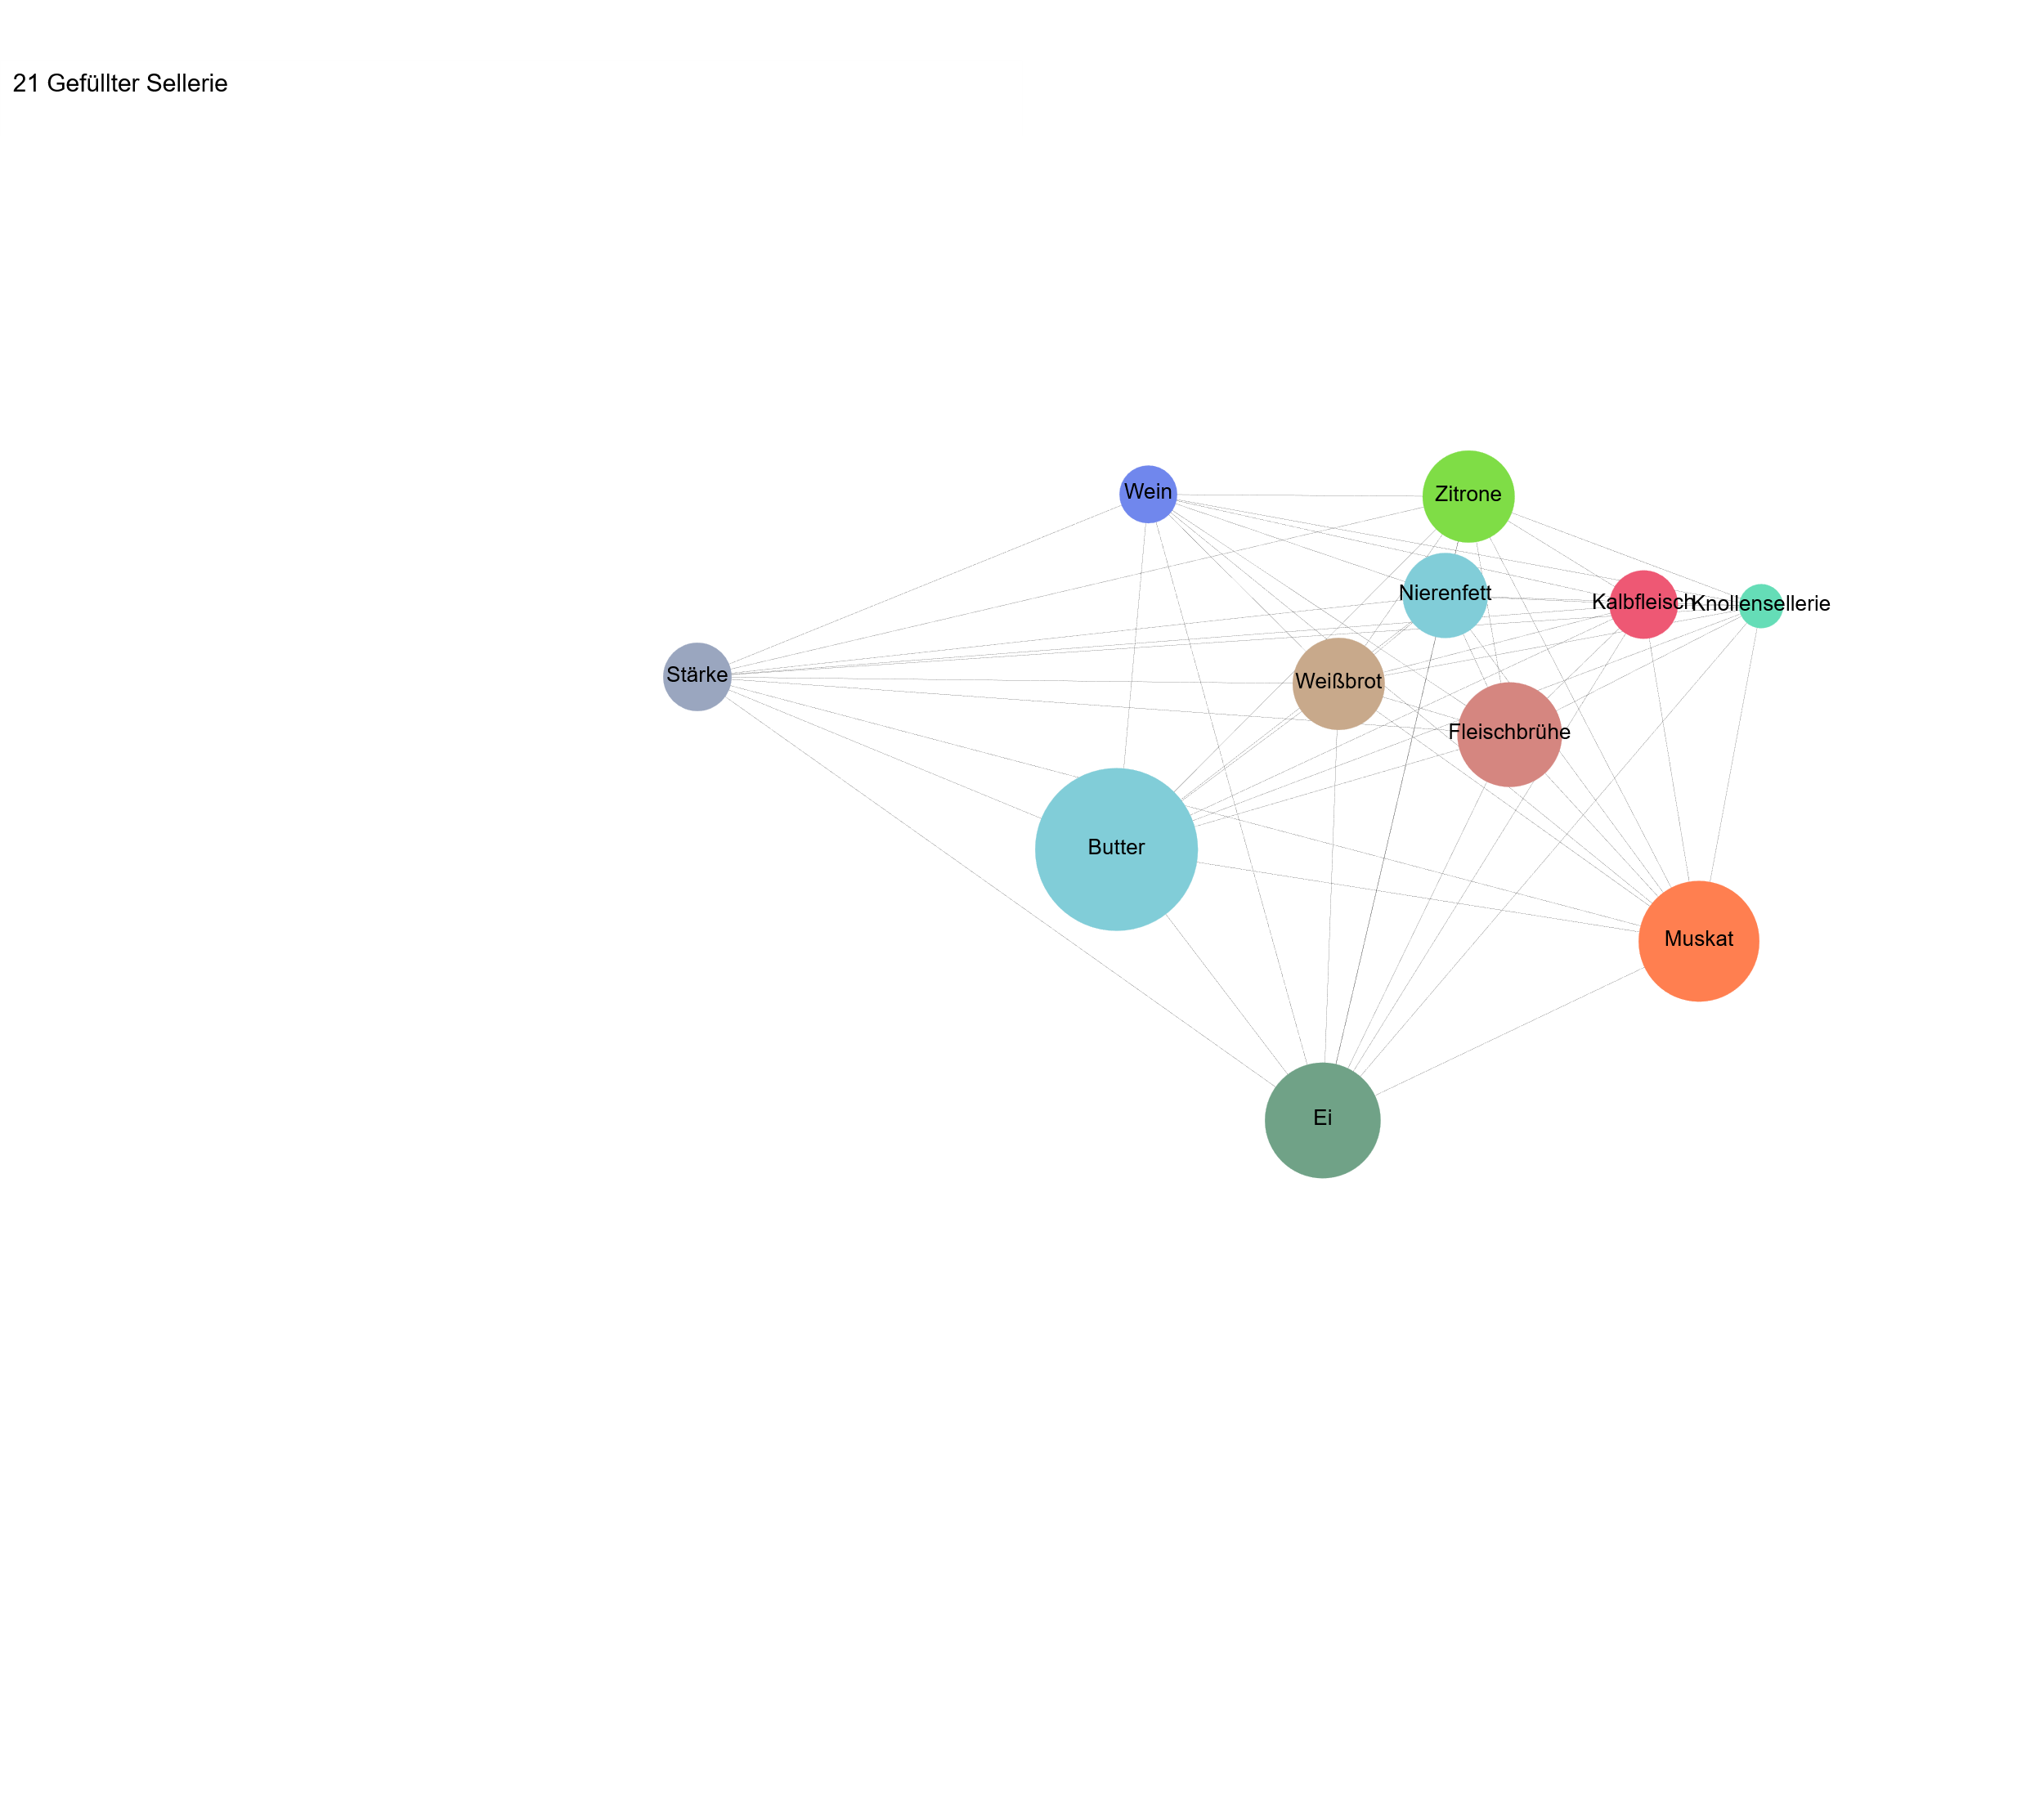 21 Gefüllter Sellerie
Wein
Zitrone
Nierenfett
Kalbfleisch
Knollensellerie
Stärke
Weißbrot
Fleischbrühe
Butter
Muskat
Ei